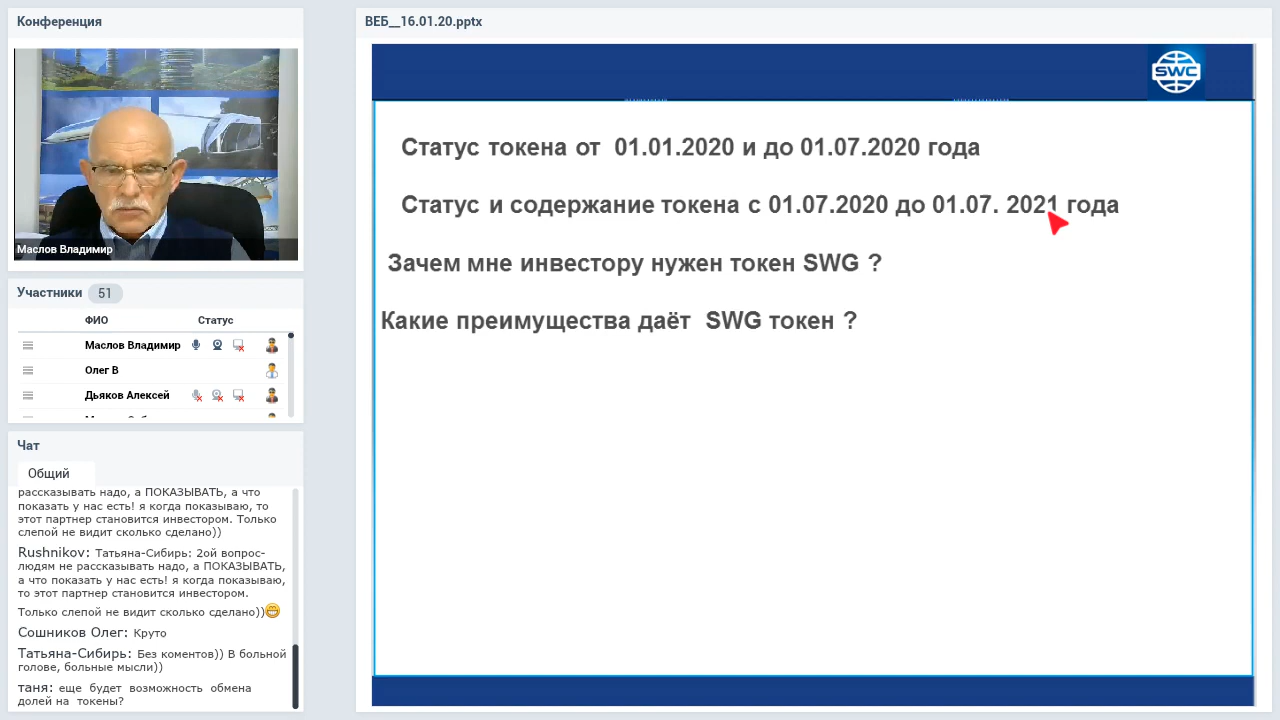 Конференция
Маслов Владимир
Участники 51
ФИО Статус
Маслов Владимир
Олег В
Дьяков Алексей
Чат
Общий
рассказывать надо, а ПОКАЗЫВАТЬ, а что
показать у нас есть! я когда показываю, то
этот партнер становится инвестором. Только
слепой не видит сколько сделано))
Rushnikov: Татьяна-Сибирь: 2ой вопрос-
людям не рассказывать надо, а ПОКАЗЫВАТЬ,
а что показать у нас есть! я когда показываю,
то этот партнер становится инвестором.
Только слепой не видит сколько сделано))
Сошников Олег: Круто
Татьяна-Сибирь: Без коментов)) В больной
голове, больные мысли))
таня: еще будет возможность обмена
долей на токены?
ВЕБ__16.01.20.pptx
SWC
Статус токена от 01.01.2020 и до 01.07.2020 года
Статус и содержание токена с 01.07.2020 до 01.07. 2021 года
Зачем мне инвестору нужен токен SWG ?
Какие преимущества даёт SWG токен ?